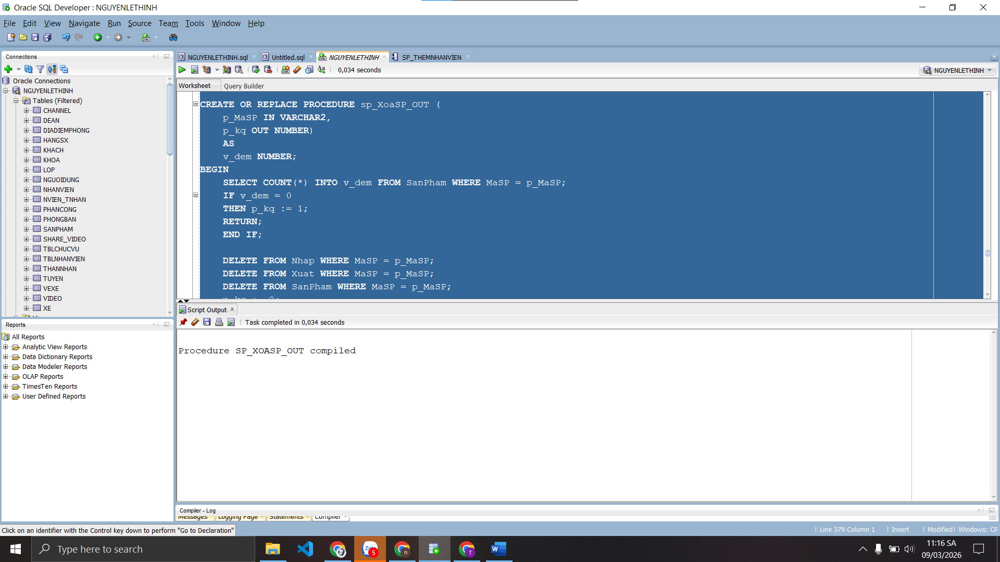 Oracle SQL Developer : NGUYENLETHINH
File Edit View Navigate Run Source Team Tools Window Help
Connections
Oracle Connections
NGUYENLETHINH
Tables (Filtered)
CHANNEL
DEAN
DIADIEMPHONG
HANGSX
KHACH
KHOA
LOP
NGUOIDUNG
NHANVIEN
NVIEN_TNHAN
PHANCONG
PHONGBAN
SANPHAM
SHARE_VIDEO
TBLCHUCVU
TBLNHANVIEN
THANNHAN
TUYEN
VEXE
VIDEO
XE
Reports
All Reports
Analytic View Reports
Data Dictionary Reports
Data Modeler Reports
OLAP Reports
TimesTen Reports
User Defined Reports
NGUYENLETHINH.sql Untitled.sql NGUYENLETHINH SP_THEMNHANVIEN
0,034 seconds
NGUYENLETHINH
Worksheet Query Builder
CREATE OR REPLACE PROCEDURE sp_XoaSP_OUT (
p_MaSP IN VARCHAR2,
p_kq OUT NUMBER)
AS
v_dem NUMBER;
BEGIN
SELECT COUNT(*) INTO v_dem FROM SanPham WHERE MaSP = p_MaSP;
IF v_dem = 0
THEN p_kq := 1;
RETURN;
END IF;
DELETE FROM Nhap WHERE MaSP = p_MaSP;
DELETE FROM Xuat WHERE MaSP = p_MaSP;
DELETE FROM SanPham WHERE MaSP = p_MaSP;
Script Output
Task completed in 0,034 seconds
Procedure SP_XOASP_OUT compiled
Compiler - Log
Messages Logging Page Statements Compiler
Click on an identifier with the Control key down to perform "Go to Declaration"
Line 379 Column 1 Insert Modified Windows: CR
Type here to search
5
11:16 SA
09/03/2026